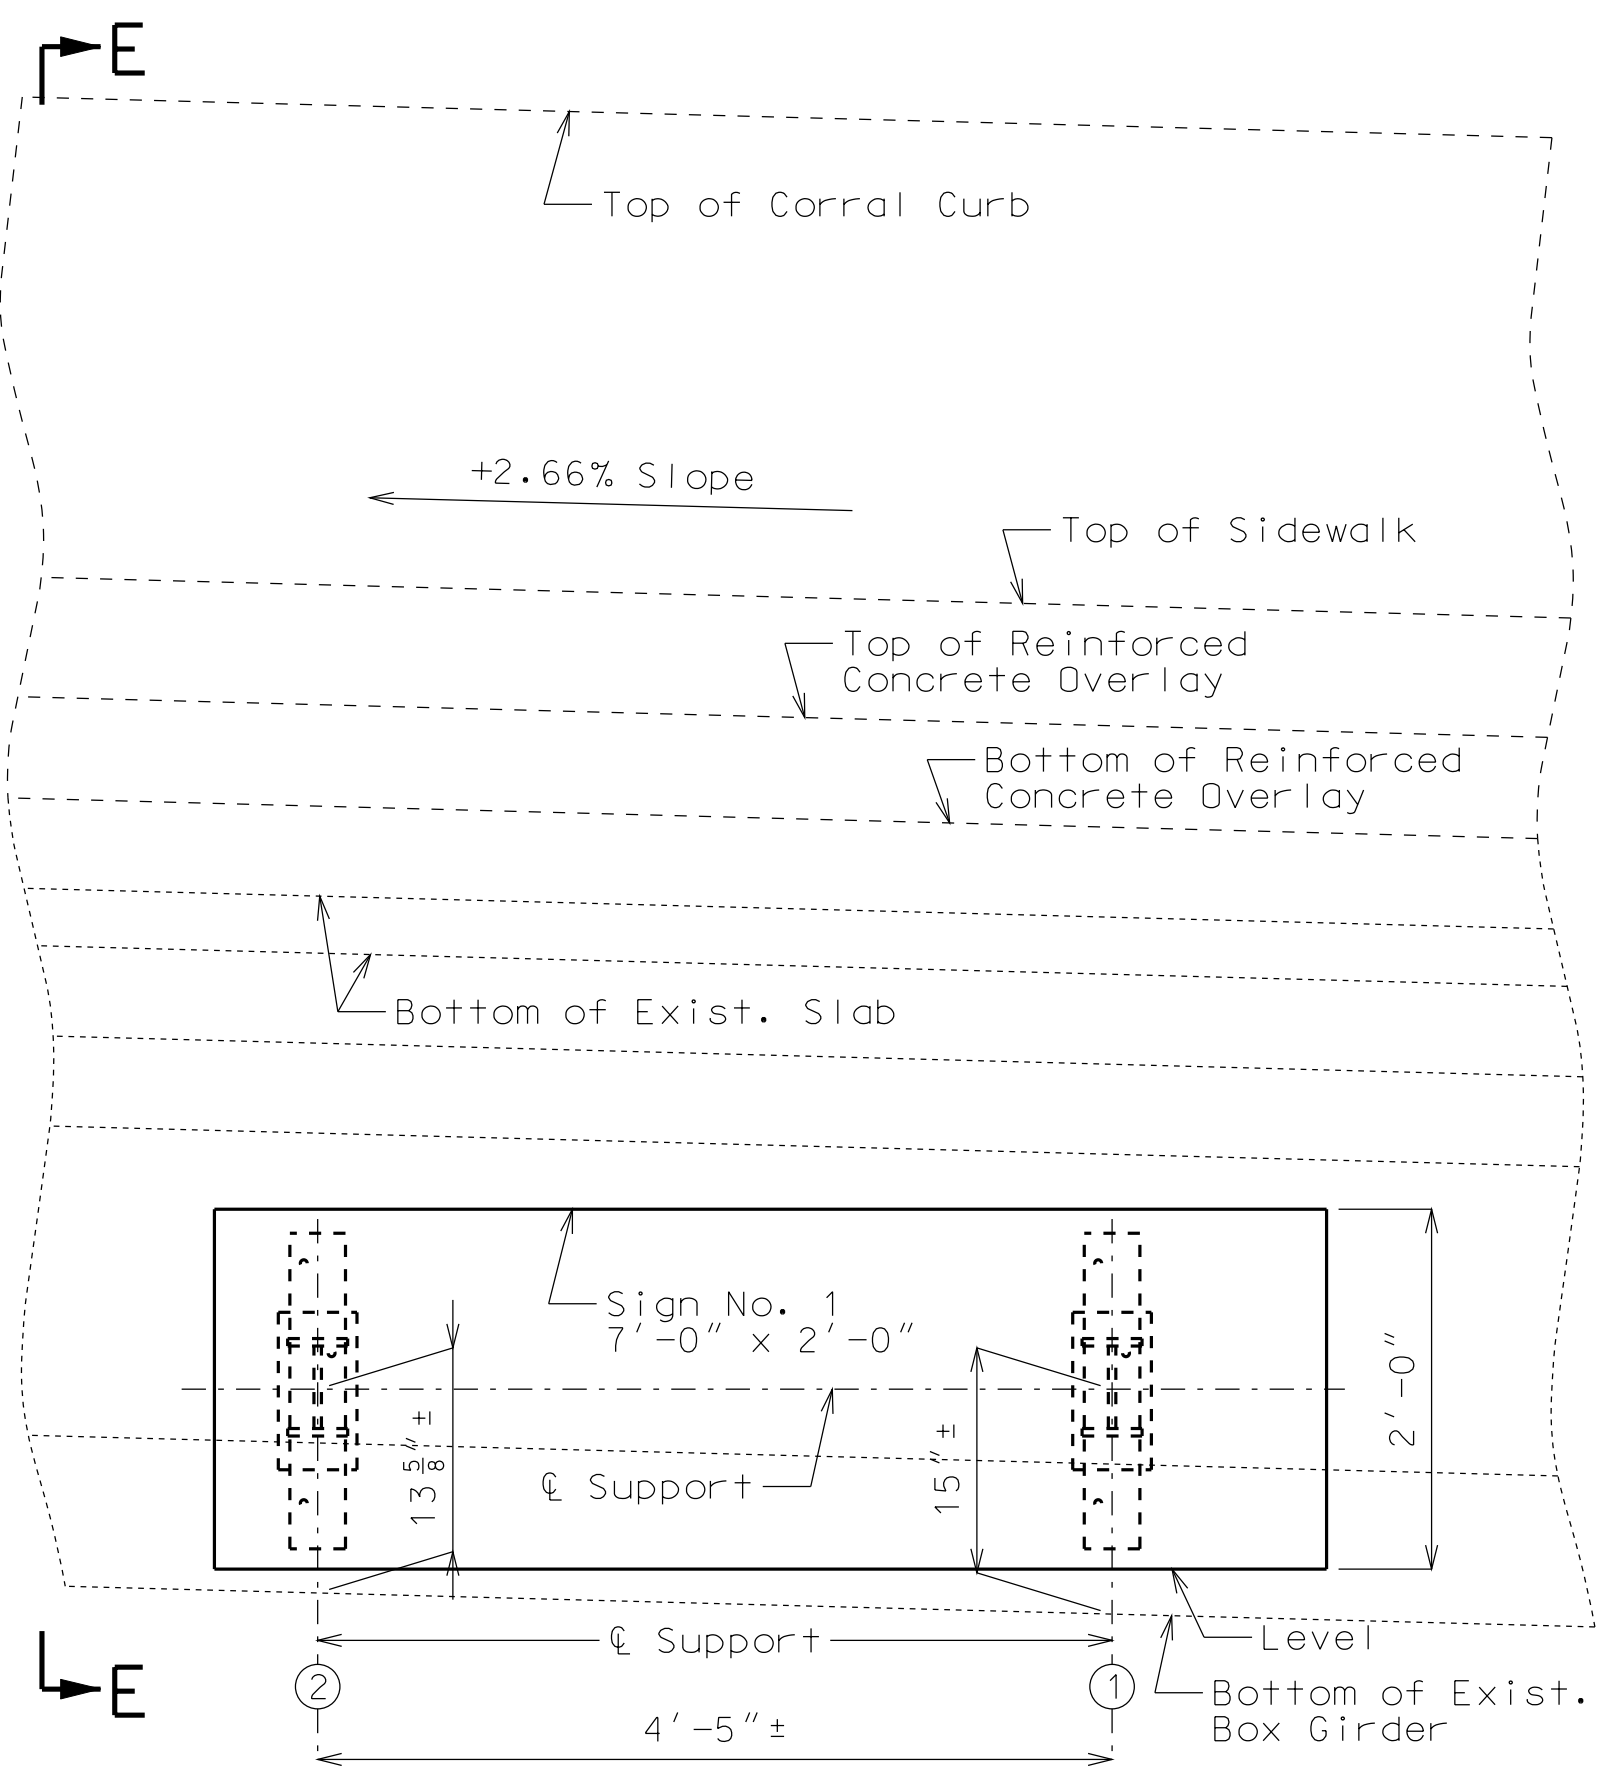 E
Top of Corral Curb
+2.66% Slope
Top of Sidewalk
Top of Reinforced
Concrete Overlay
Bottom of Reinforced
Concrete Overlay
Bottom of Exist. Slab
Sign No. 1
7'-0" x 2'-0"
2'-0"
13 5/8" ±
15" ±
℄ Support
℄ Support
Level
E
2
1
Bottom of Exist.
Box Girder
4'-5"±